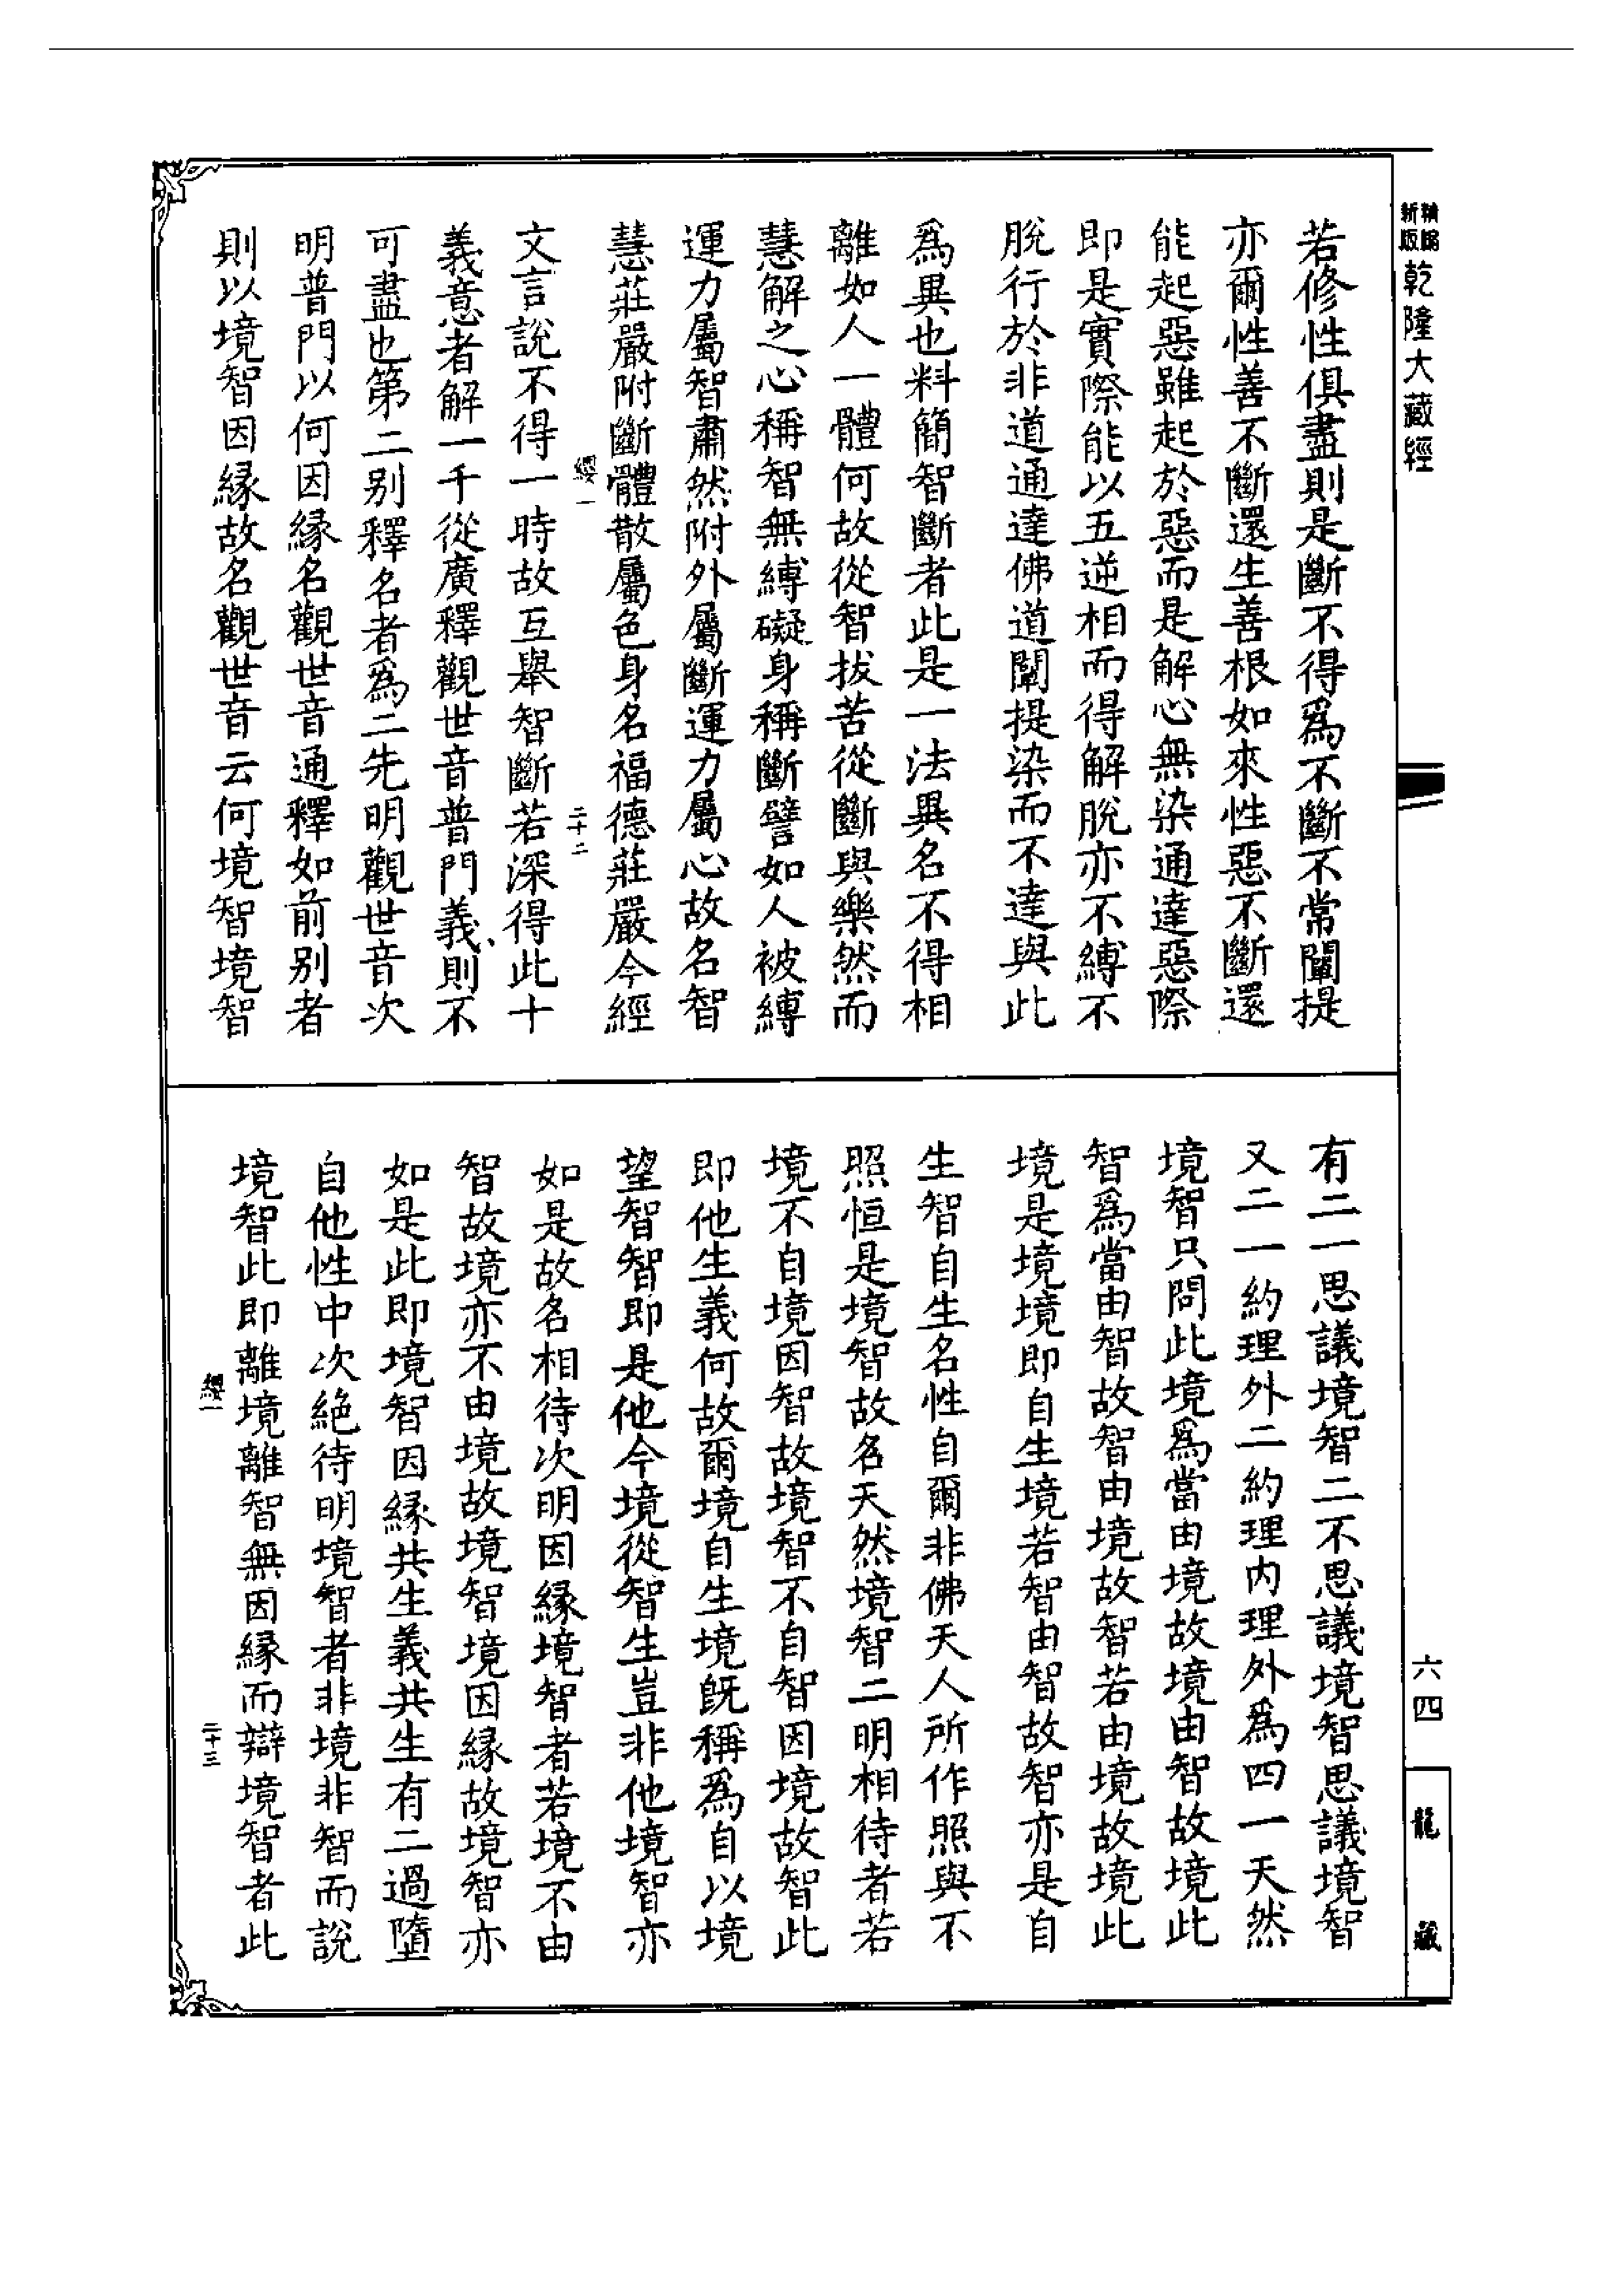 新版精縮乾隆大藏經
若修性俱盡則是斷不得爲不斷不常闡提
亦爾性善不斷還生善根如來性惡不斷還
能起惡雖起於惡而是解心無染通達惡際
即是實際能以五逆相而得解脫亦不縛不
脫行於非道通達佛道闡提染而不達與此
爲異也料簡智斷者此是一法異名不得相
離如人一體何故從智拔苦從斷與樂然而
慧解之心稱智無縛礙身稱斷譬如人被縛
運力屬智肅然附外屬斷運力屬心故名智
慧莊嚴附斷體散屬色身名福德莊嚴今經
纓一
二十二
文言說不得一時故互舉智斷若深得此十
義意者解一千從廣釋觀世音普門義則不
可盡也第二別釋名者爲二先明觀世音次
明普門以何因緣名觀世音通釋如前別者
則以境智因緣故名觀世音云何境智境智
有二一思議境智二不思議境智思議境智
又二一約理外二約理内理外爲四一天然
境智只問此境爲當由境故境由智故境此
智爲當由智故智由境故智若由境故境此
境是境境即自生境若智由智故智亦是自
生智自生名性自爾非佛天人所作照與不
照恒是境智故名天然境智二明相待者若
境不自境因智故境智不自智因境故智此
即他生義何故爾境自生境既稱爲自以境
望智智即是他今境從智生豈非他境智亦
如是故名相待次明因緣境智者若境不由
智故境亦不由境故境智境因緣故境智亦
如是此即境智因緣共生義共生有二過墮
自他性中次絶待明境智者非境非智而說
境智此即離境離智無因緣而辯境智者此
纓一
二十三
六四
龍藏